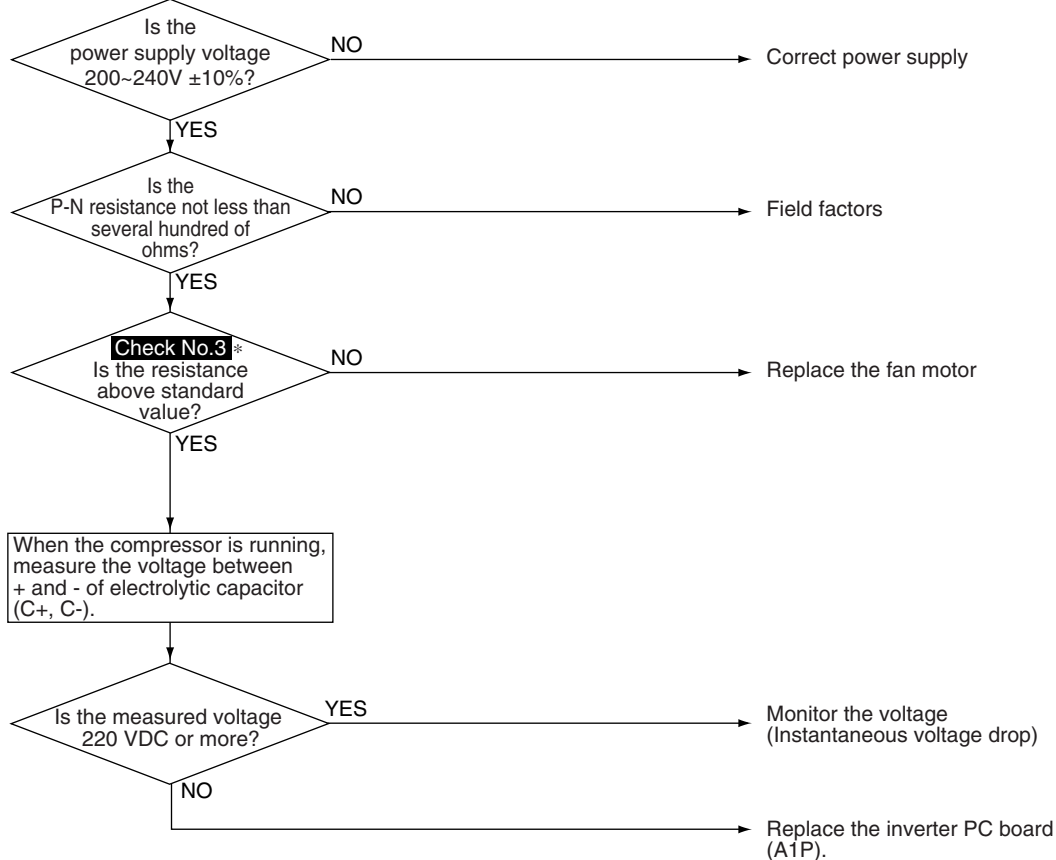 Is the
power supply voltage
200~240V ±10%?
NO
Correct power supply
YES
Is the
P-N resistance not less than
several hundred of
ohms?
NO
Field factors
YES
Check No.3 *
Is the resistance
above standard
value?
NO
Replace the fan motor
YES
When the compressor is running,
measure the voltage between
+ and - of electrolytic capacitor
(C+, C-).
Is the measured voltage
220 VDC or more?
YES
Monitor the voltage
(Instantaneous voltage drop)
NO
Replace the inverter PC board
(A1P).